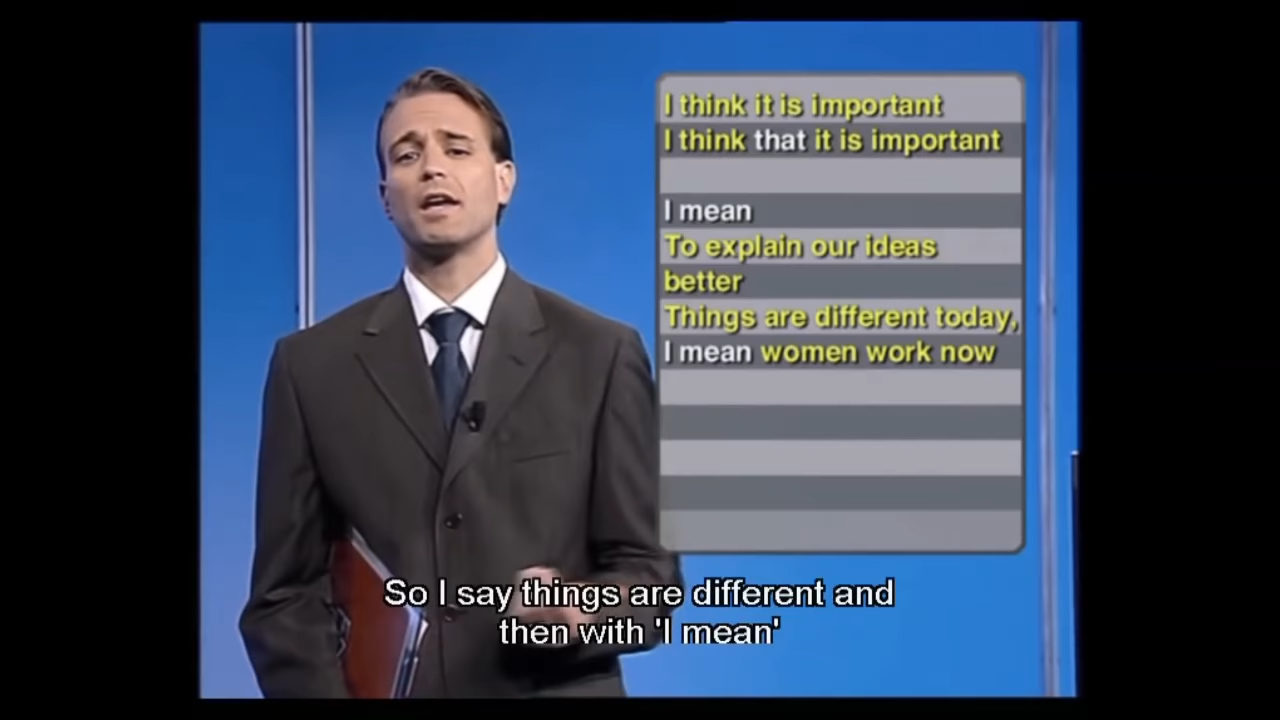 I think it is important
I think that it is important
I mean
To explain our ideas
better
Things are different today,
I mean women work now
So I say things are different and
then with 'I mean'